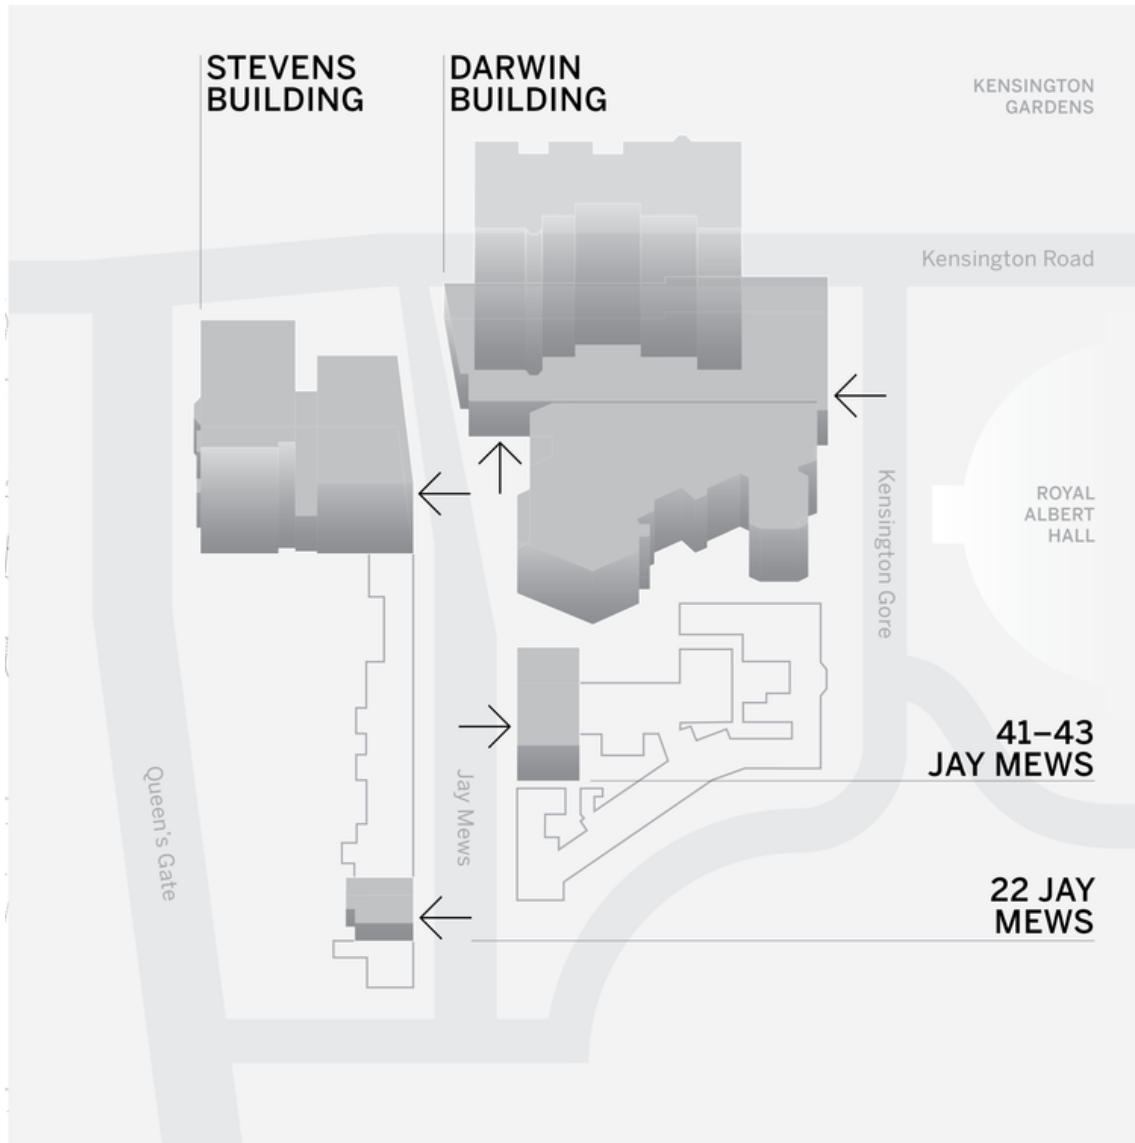 STEVENS
BUILDING
DARWIN
BUILDING
KENSINGTON
GARDENS
Kensington Road
ROYAL
ALBERT
HALL
Kensington Gore
41–43
JAY MEWS
Queen's Gate
Jay Mews
22 JAY
MEWS